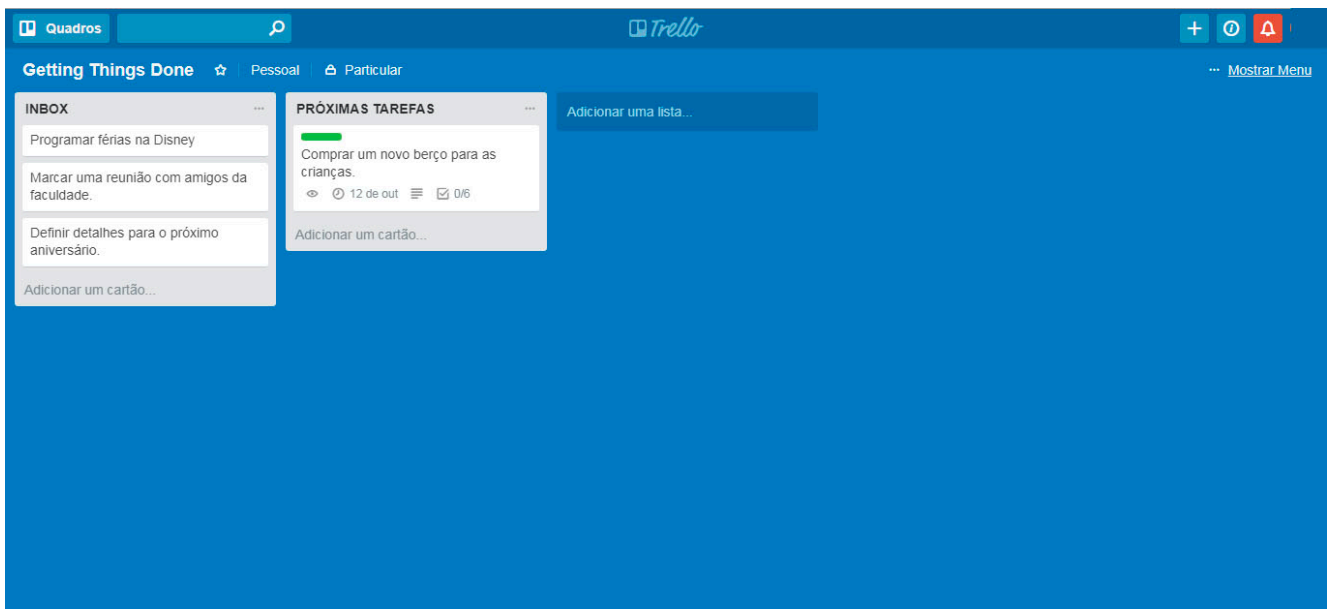 Quadros
Trello
Getting Things Done
Pessoal
Particular
... Mostrar Menu
INBOX
...
Programar férias na Disney
Marcar uma reunião com amigos da
faculdade.
Definir detalhes para o próximo
aniversário.
Adicionar um cartão...
PRÓXIMAS TAREFAS
...
Comprar um novo berço para as
crianças.
12 de out
0/6
Adicionar um cartão...
Adicionar uma lista...